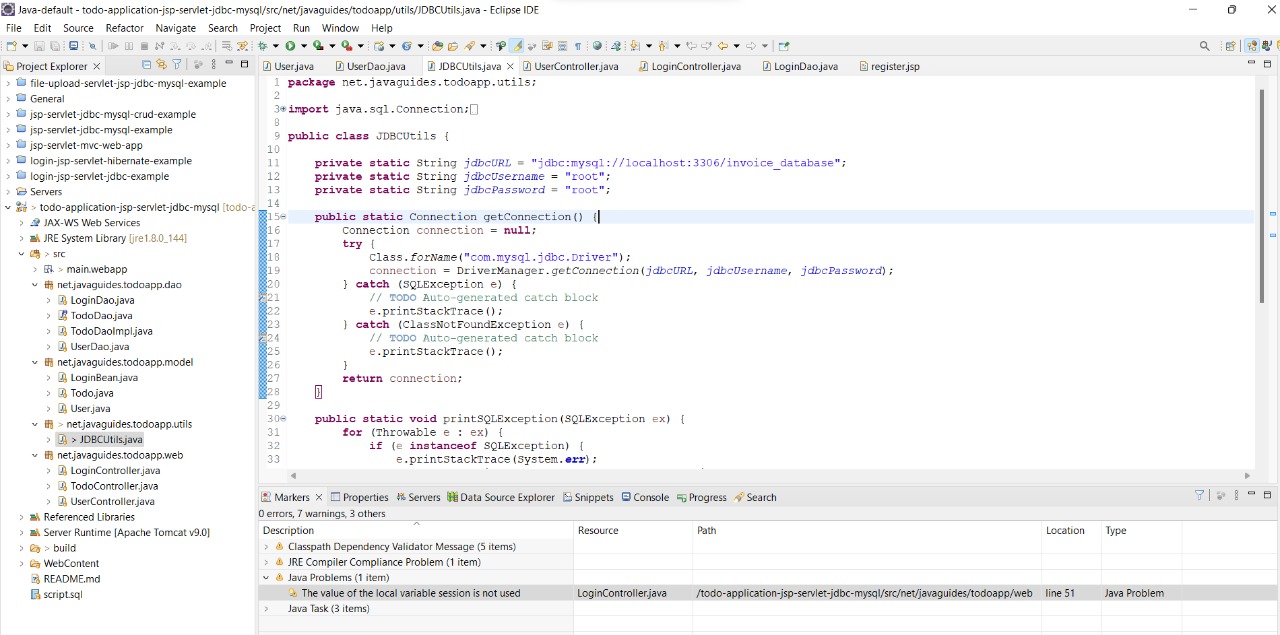 Java-default - todo-application-jsp-servlet-jdbc-mysql/src/net/javaguides/todoapp/utils/JDBCUtils.java - Eclipse IDE
File Edit Source Refactor Navigate Search Project Run Window Help
Project Explorer
file-upload-servlet-jsp-jdbc-mysql-example
General
jsp-servlet-jdbc-mysql-crud-example
jsp-servlet-jdbc-mysql-example
jsp-servlet-mvc-web-app
login-jsp-servlet-hibernate-example
login-jsp-servlet-jdbc-example
Servers
> todo-application-jsp-servlet-jdbc-mysql [todo-a
JAX-WS Web Services
JRE System Library [jre1.8.0_144]
> src
> main.webapp
net.javaguides.todoapp.dao
LoginDao.java
TodoDao.java
TodoDaoImpl.java
UserDao.java
net.javaguides.todoapp.model
LoginBean.java
Todo.java
User.java
> net.javaguides.todoapp.utils
> JDBCUtils.java
net.javaguides.todoapp.web
LoginController.java
TodoController.java
UserController.java
Referenced Libraries
Server Runtime [Apache Tomcat v9.0]
> build
WebContent
README.md
script.sql
User.java UserDao.java JDBCUtils.java UserController.java LoginController.java LoginDao.java register.jsp
1 package net.javaguides.todoapp.utils;
2
3 import java.sql.Connection;
8
9 public class JDBCUtils {
10
11 private static String jdbcURL = "jdbc:mysql://localhost:3306/invoice_database";
12 private static String jdbcUsername = "root";
13 private static String jdbcPassword = "root";
14
15 public static Connection getConnection() {
16 Connection connection = null;
17 try {
18 Class.forName("com.mysql.jdbc.Driver");
19 connection = DriverManager.getConnection(jdbcURL, jdbcUsername, jdbcPassword);
20 } catch (SQLException e) {
21 // TODO Auto-generated catch block
22 e.printStackTrace();
23 } catch (ClassNotFoundException e) {
24 // TODO Auto-generated catch block
25 e.printStackTrace();
26 }
27 return connection;
28 }
29
30 public static void printSQLException(SQLException ex) {
31 for (Throwable e : ex) {
32 if (e instanceof SQLException) {
33 e.printStackTrace(System.err);
Markers Properties Servers Data Source Explorer Snippets Console Progress Search
0 errors, 7 warnings, 3 others
Description Resource Path Location Type
Classpath Dependency Validator Message (5 items)
JRE Compiler Compliance Problem (1 item)
Java Problems (1 item)
The value of the local variable session is not used LoginController.java /todo-application-jsp-servlet-jdbc-mysql/src/net/javaguides/todoapp/web line 51 Java Problem
Java Task (3 items)